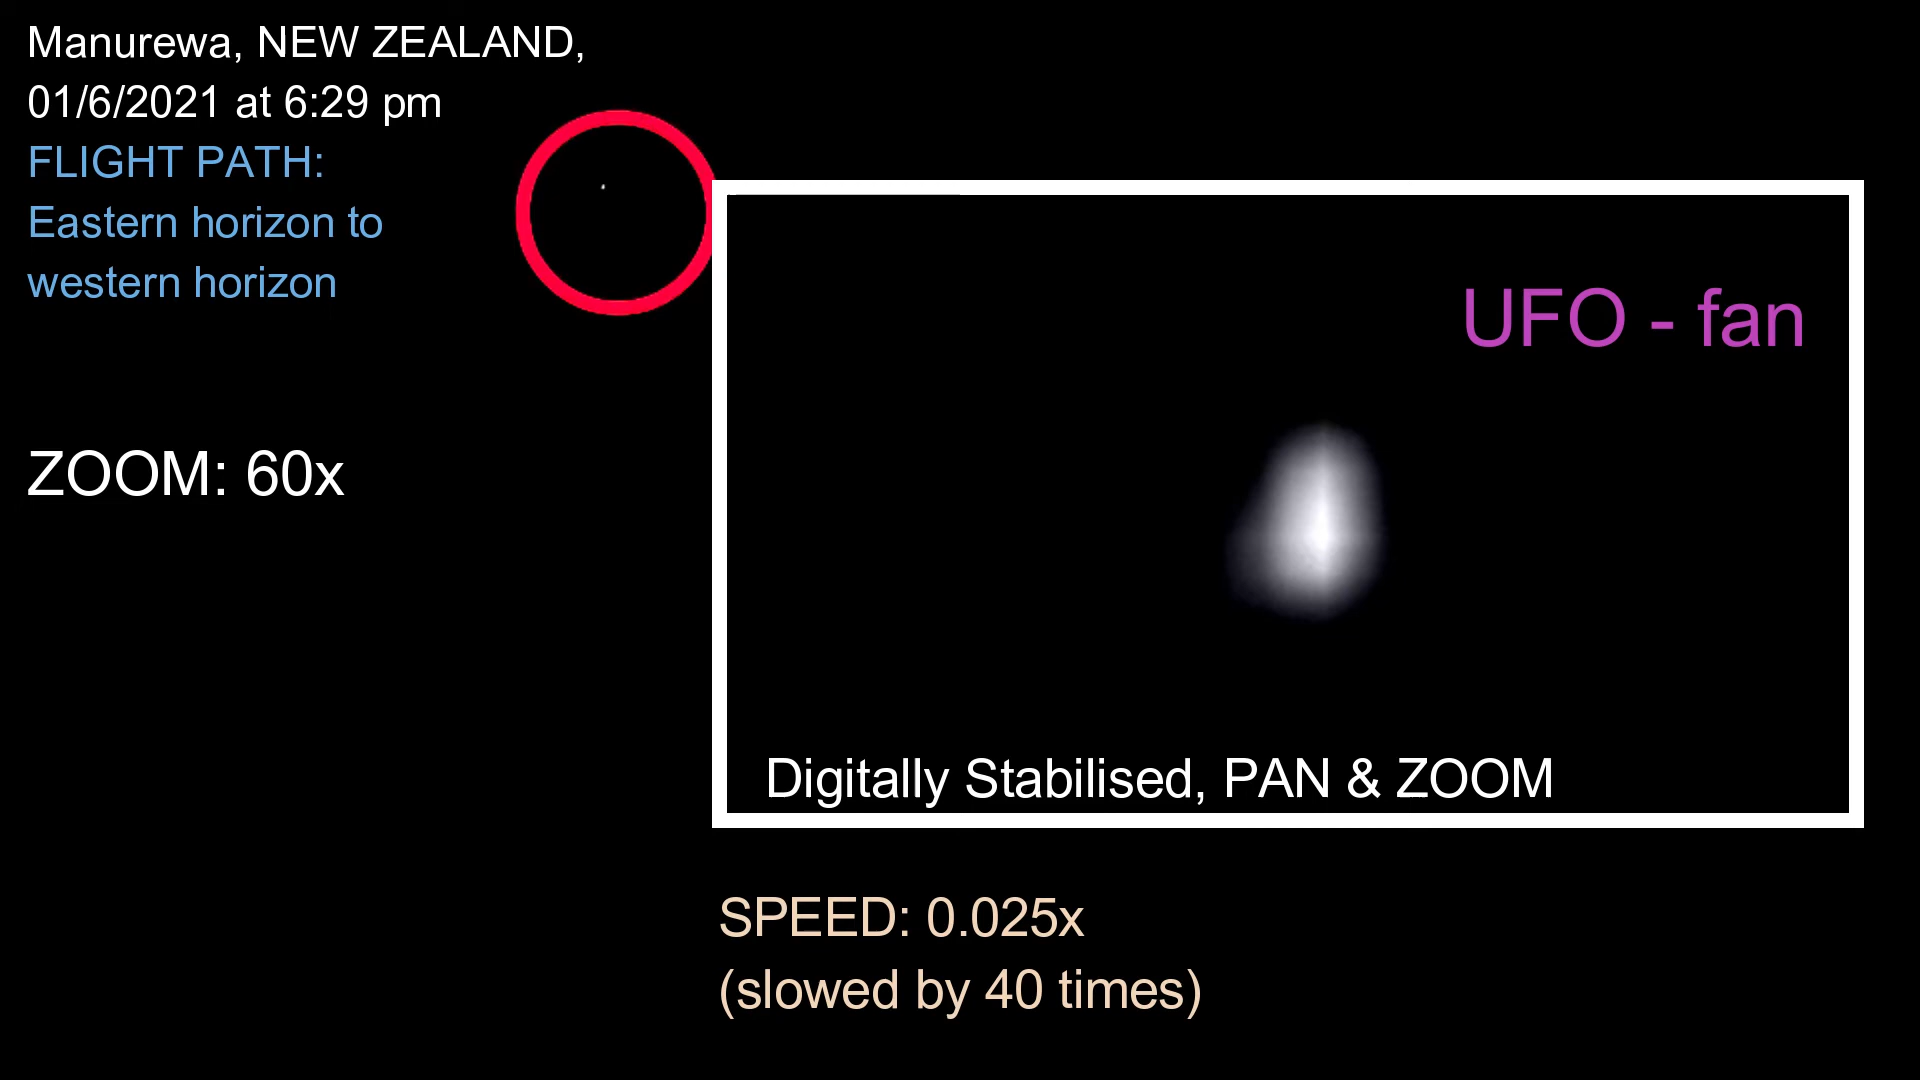 Manurewa, NEW ZEALAND,
01/6/2021 at 6:29 pm
FLIGHT PATH:
Eastern horizon to
western horizon
ZOOM: 60x
UFO - fan
Digitally Stabilised, PAN & ZOOM
SPEED: 0.025x
(slowed by 40 times)